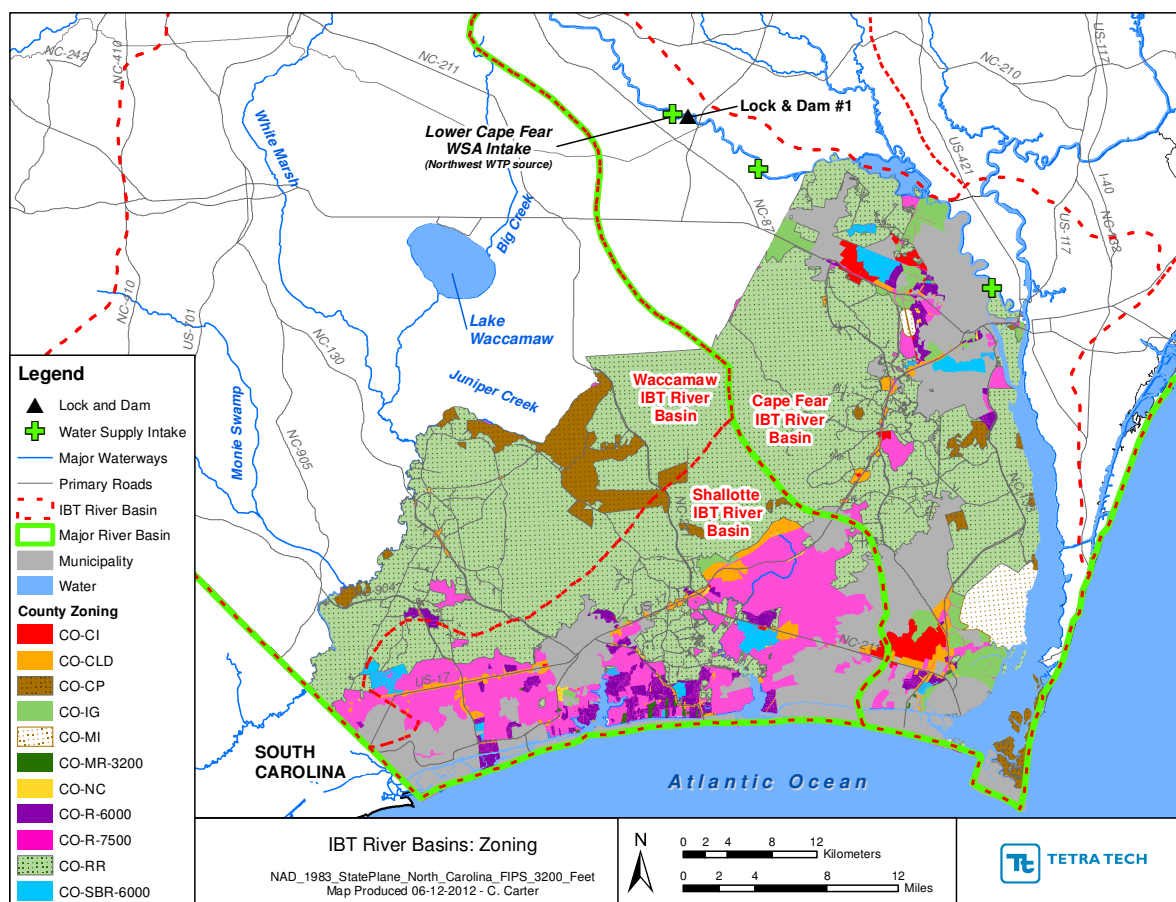 NC-242
NC-410
NC-211
US-117
NC-210
Lock & Dam #1
Lower Cape Fear
WSA Intake
(Northwest WTP source)
White Marsh
Big Creek
US-421
I-40
NC-87
US-117
NC-132
NC-410
US-701
Lake
Waccamaw
NC-130
Juniper Creek
Monie Swamp
NC-905
Waccamaw
IBT River
Basin
Cape Fear
IBT River
Basin
Shallotte
IBT River
Basin
US-17
NC-211
SOUTH
CAROLINA
Atlantic Ocean
Legend
Lock and Dam
Water Supply Intake
Major Waterways
Primary Roads
IBT River Basin
Major River Basin
Municipality
Water
County Zoning
CO-CI
CO-CLD
CO-CP
CO-IG
CO-MI
CO-MR-3200
CO-NC
CO-R-6000
CO-R-7500
CO-RR
CO-SBR-6000
IBT River Basins: Zoning
NAD_1983_StatePlane_North_Carolina_FIPS_3200_Feet
Map Produced 06-12-2012 - C. Carter
N
0 2 4 8 12
Kilometers
0 2 4 8 12
Miles
Tt TETRA TECH